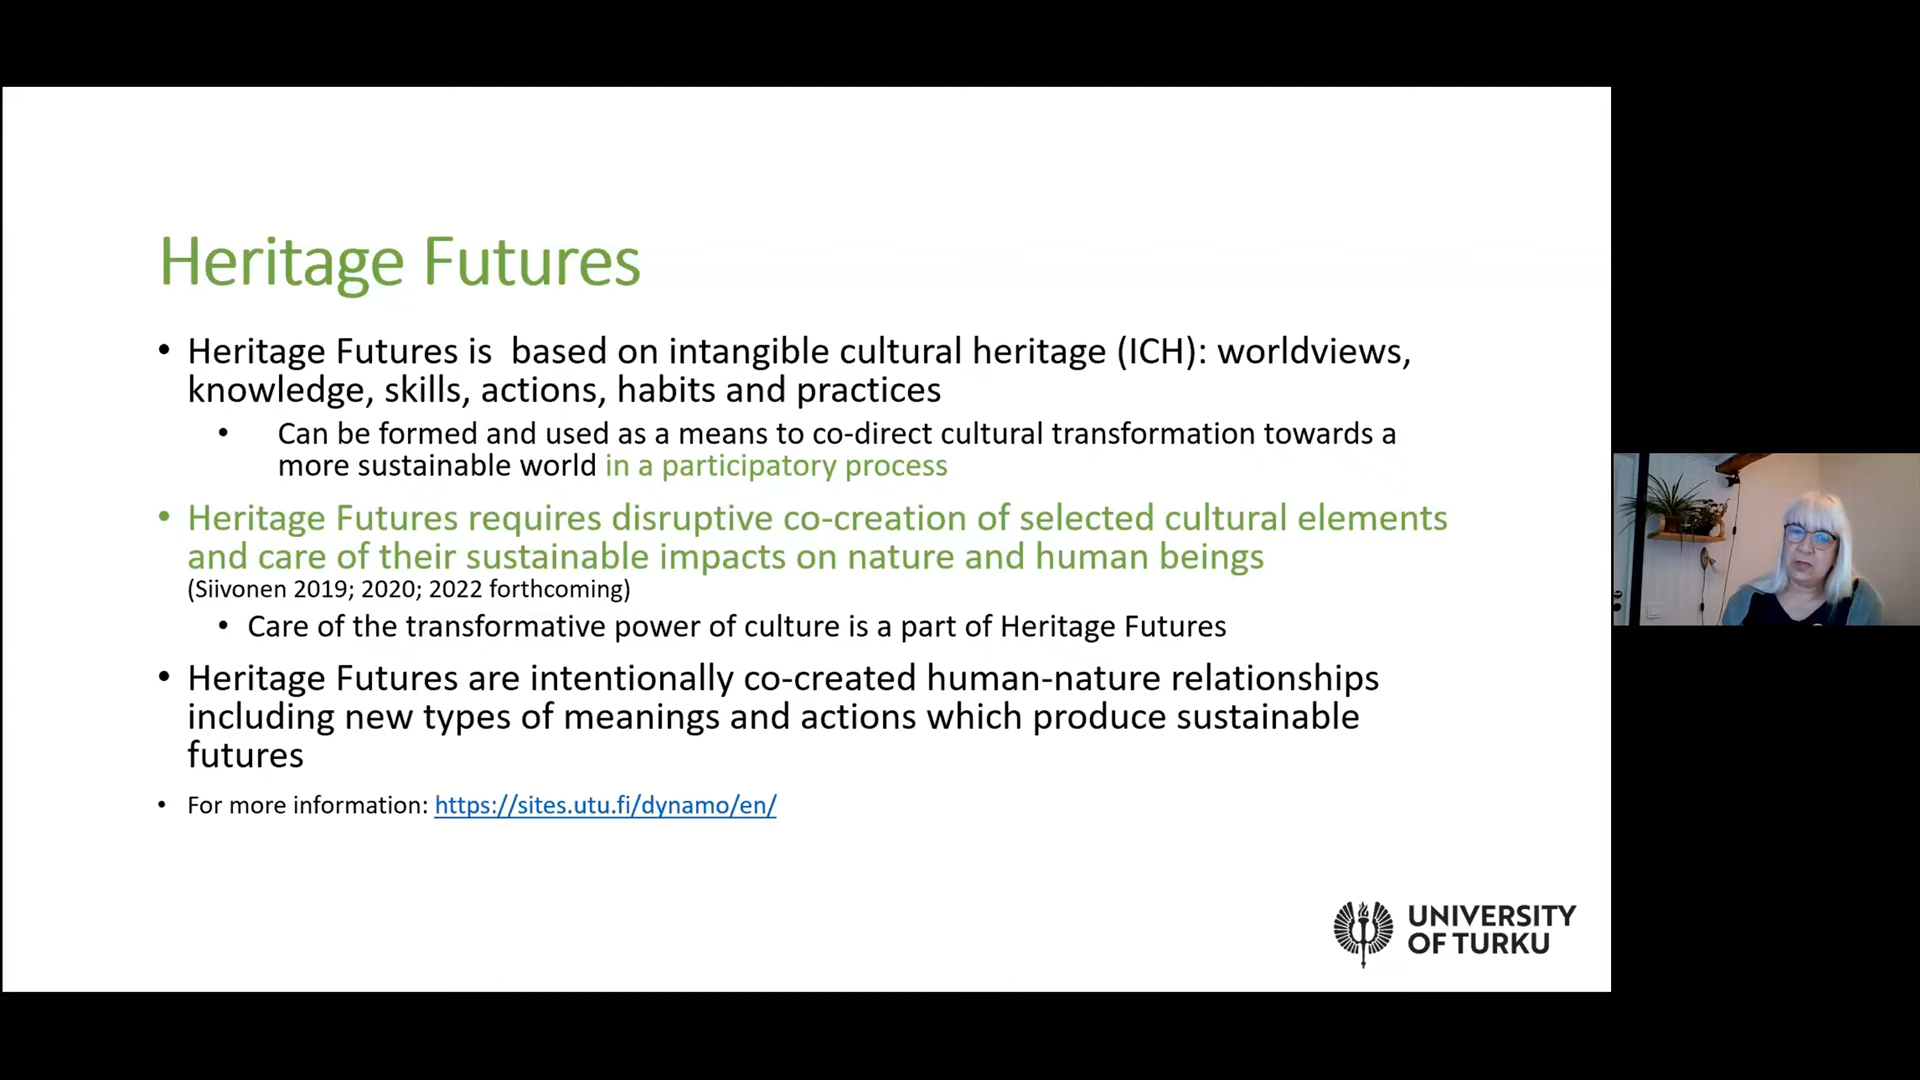 Heritage Futures
• Heritage Futures is  based on intangible cultural heritage (ICH): worldviews,
knowledge, skills, actions, habits and practices
• Can be formed and used as a means to co-direct cultural transformation towards a
more sustainable world in a participatory process
• Heritage Futures requires disruptive co-creation of selected cultural elements
and care of their sustainable impacts on nature and human beings
(Siivonen 2019; 2020; 2022 forthcoming)
• Care of the transformative power of culture is a part of Heritage Futures
• Heritage Futures are intentionally co-created human-nature relationships
including new types of meanings and actions which produce sustainable
futures
• For more information: https://sites.utu.fi/dynamo/en/
UNIVERSITY
OF TURKU